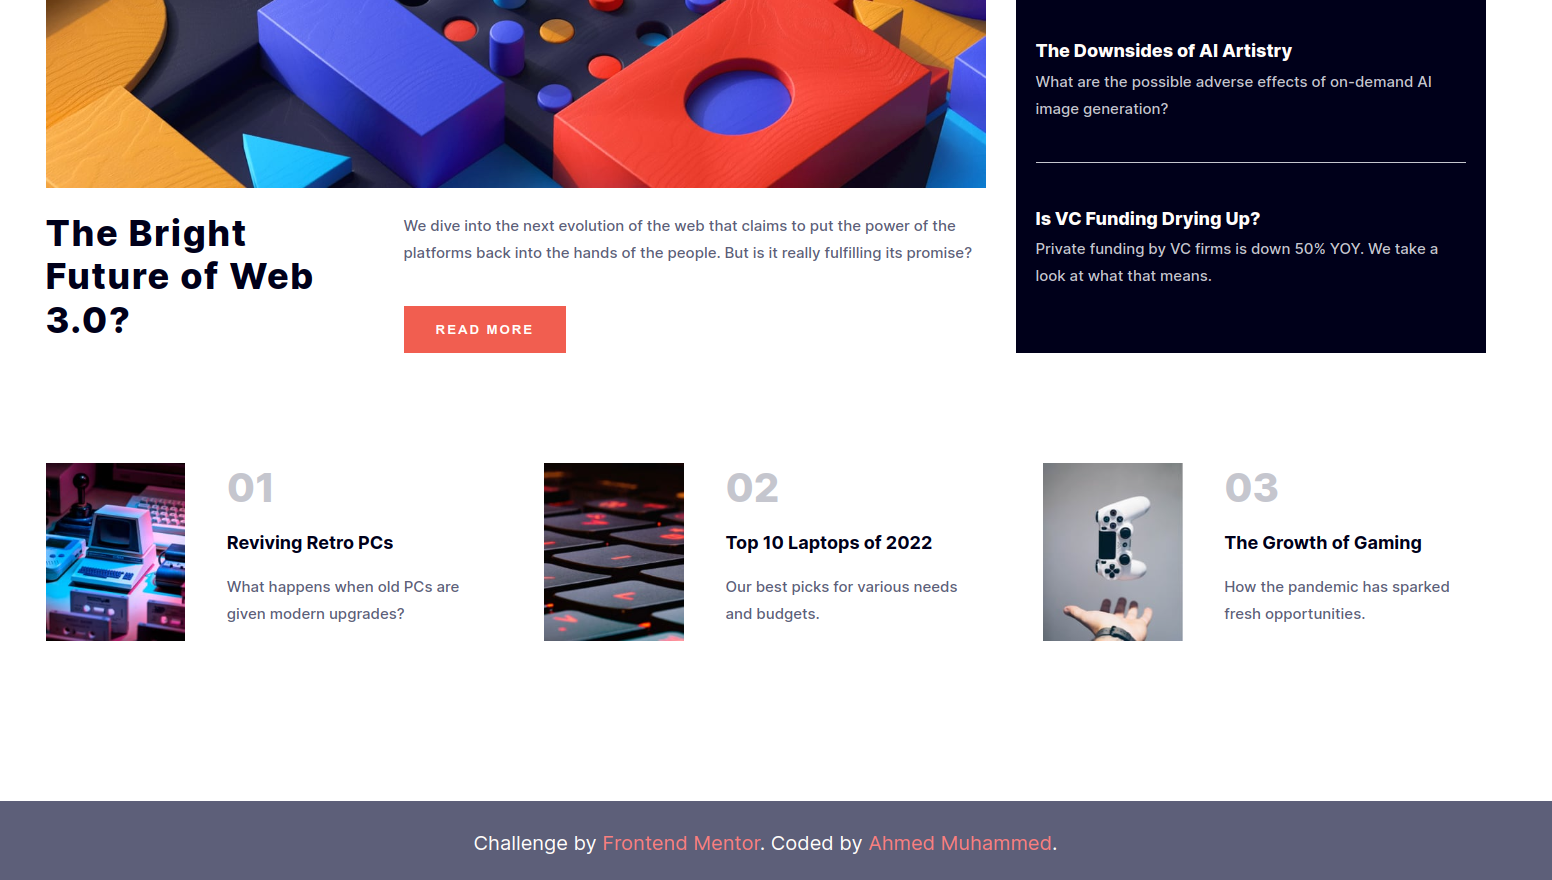 The Downsides of AI Artistry
What are the possible adverse effects of on-demand AI
image generation?
Is VC Funding Drying Up?
Private funding by VC firms is down 50% YOY. We take a
look at what that means.
The Bright
Future of Web
3.0?
We dive into the next evolution of the web that claims to put the power of the
platforms back into the hands of the people. But is it really fulfilling its promise?
READ MORE
01
Reviving Retro PCs
What happens when old PCs are
given modern upgrades?
02
Top 10 Laptops of 2022
Our best picks for various needs
and budgets.
03
The Growth of Gaming
How the pandemic has sparked
fresh opportunities.
Challenge by Frontend Mentor. Coded by Ahmed Muhammed.